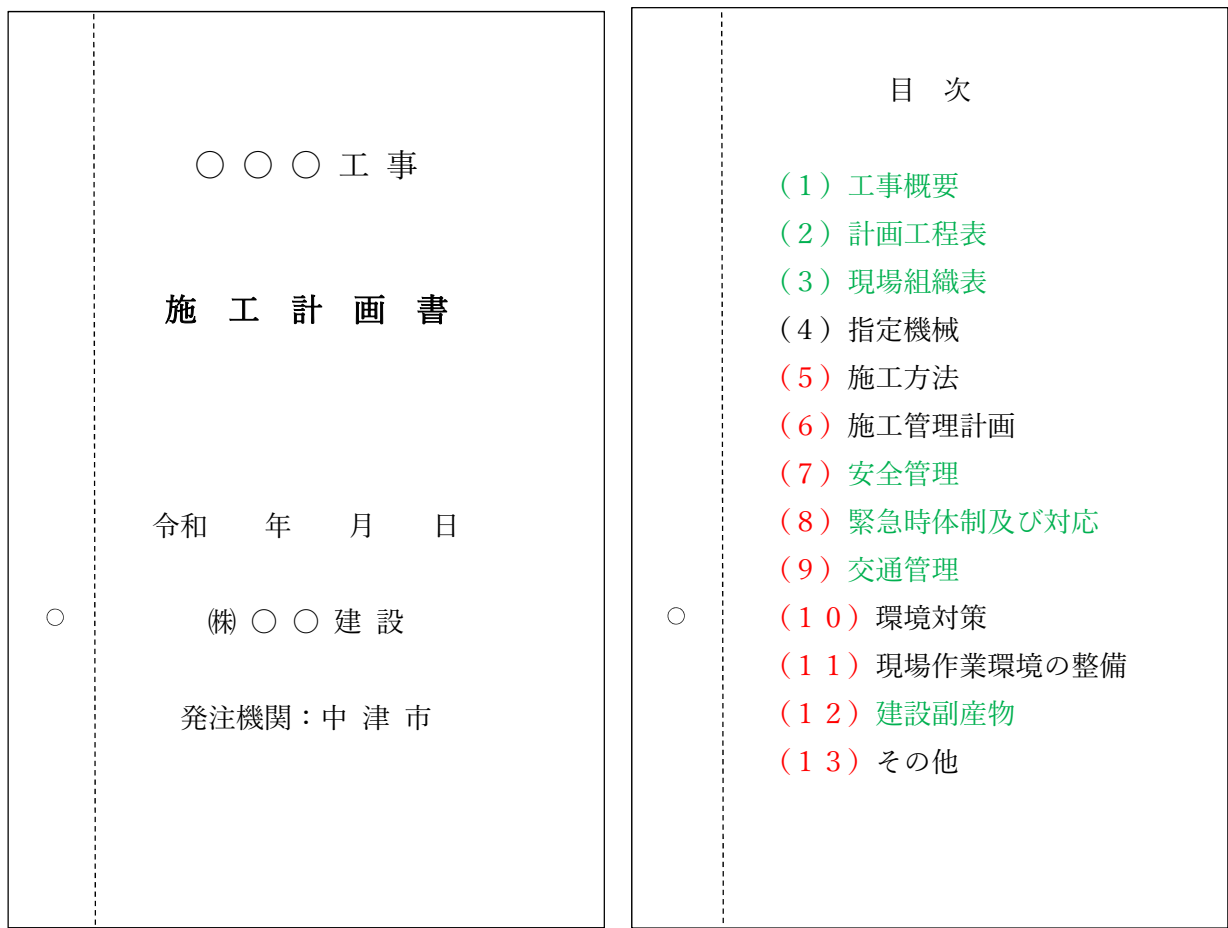 ○○○工事
施工計画書
令和　　年　　月　　日
㈱○○建設
発注機関：中津市
目　次
（１）工事概要
（２）計画工程表
（３）現場組織表
（４）指定機械
（５）施工方法
（６）施工管理計画
（７）安全管理
（８）緊急時体制及び対応
（９）交通管理
（１０）環境対策
（１１）現場作業環境の整備
（１２）建設副産物
（１３）その他